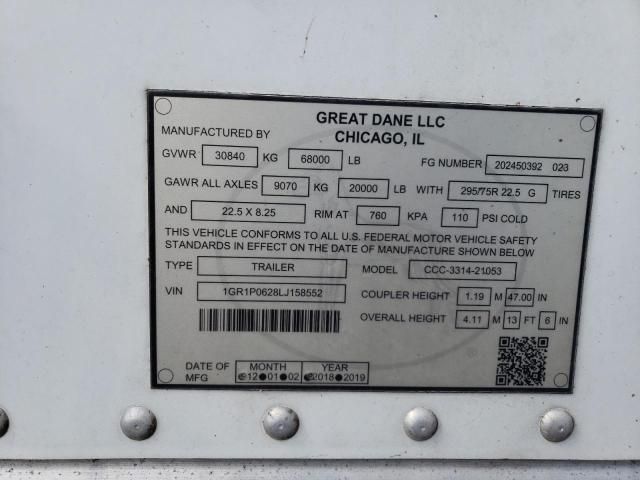 GREAT DANE LLC
MANUFACTURED BY CHICAGO, IL
GVWR 30840 KG 68000 LB FG NUMBER 202450392 023
GAWR ALL AXLES 9070 KG 20000 LB WITH 295/75R 22.5 G TIRES
AND 22.5 X 8.25 RIM AT 760 KPA 110 PSI COLD
THIS VEHICLE CONFORMS TO ALL U.S. FEDERAL MOTOR VEHICLE SAFETY
STANDARDS IN EFFECT ON THE DATE OF MANUFACTURE SHOWN BELOW
TYPE TRAILER MODEL CCC-3314-21053
VIN 1GR1P0628LJ158552 COUPLER HEIGHT 1.19 M 47.00 IN
OVERALL HEIGHT 4.11 M 13 FT 6 IN
DATE OF MFG MONTH YEAR
12 01 02 2018 2019